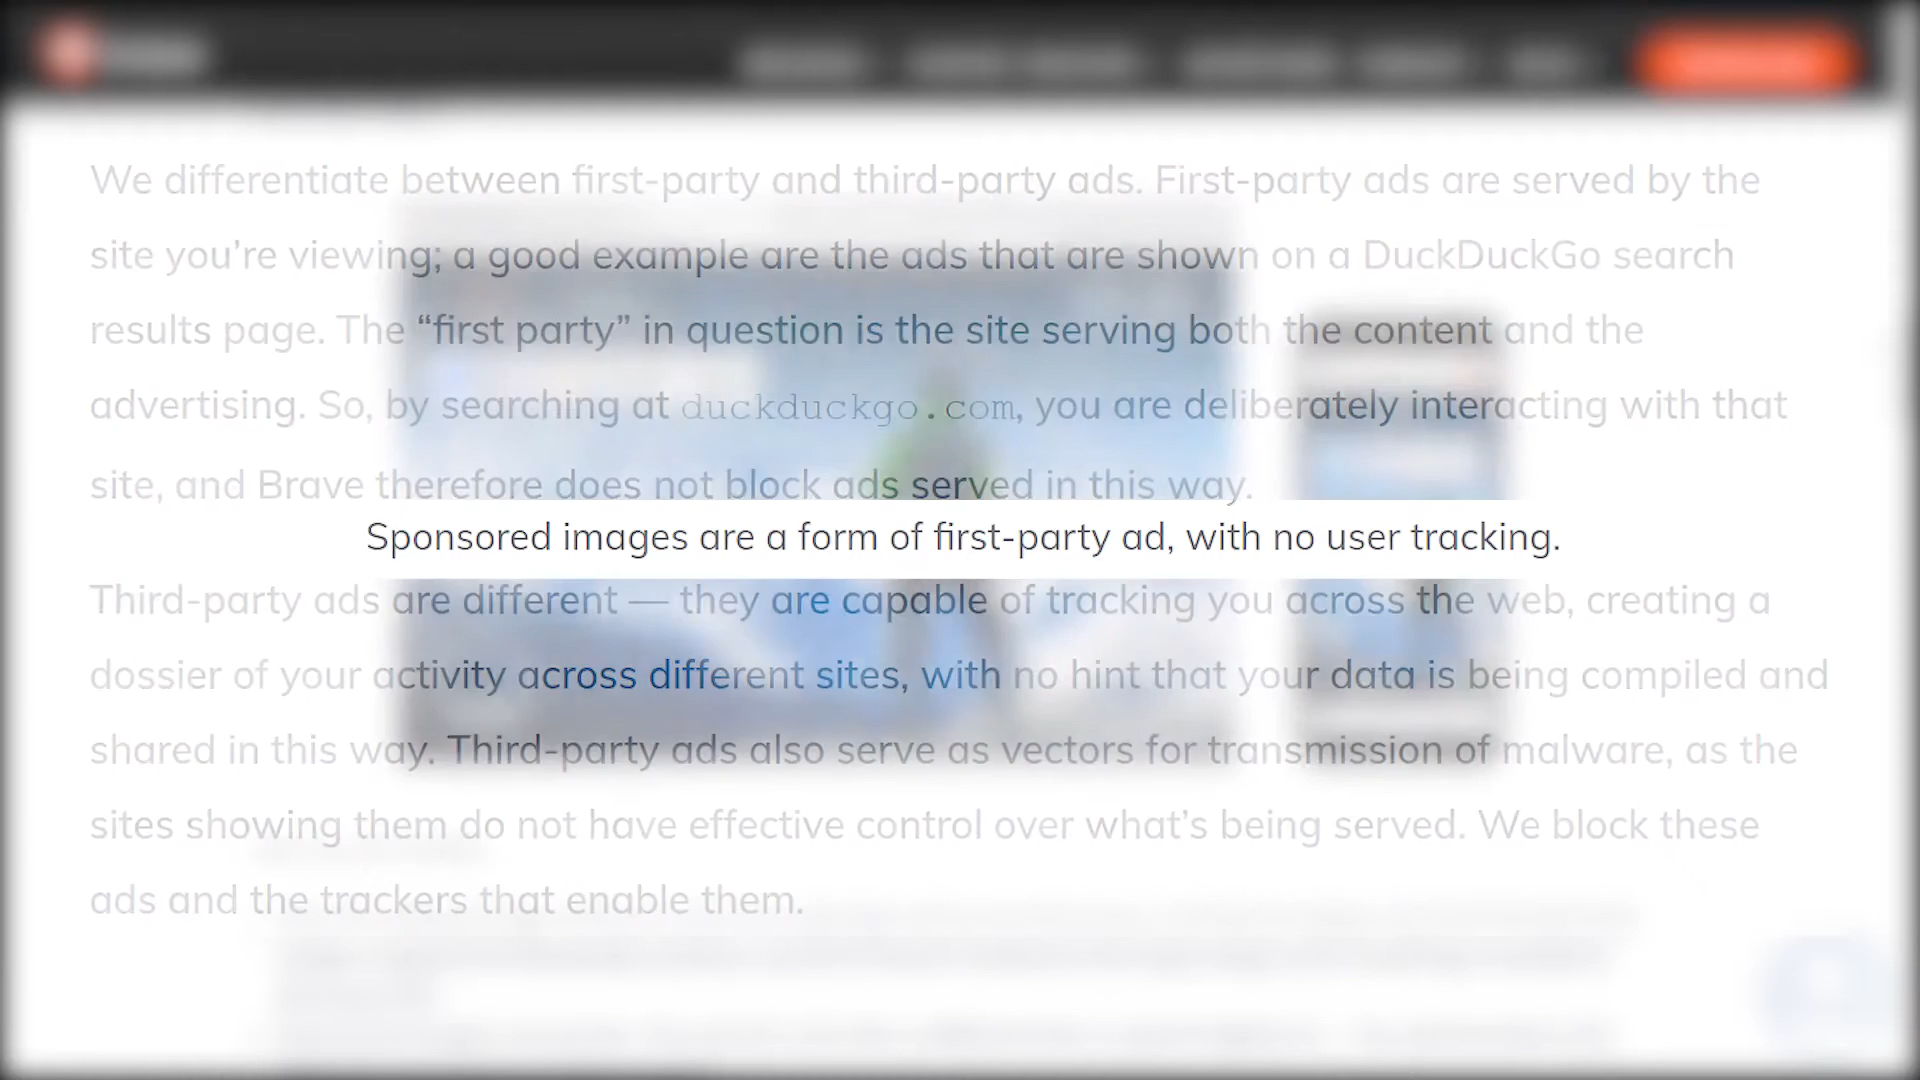 We differentiate between first-party and third-party ads. First-party ads are served by the
site you're viewing; a good example are the ads that are shown on a DuckDuckGo search
results page. The “first party” in question is the site serving both the content and the
advertising. So, by searching at duckduckgo.com, you are deliberately interacting with that
site, and Brave therefore does not block ads served in this way.
Sponsored images are a form of first-party ad, with no user tracking.
Third-party ads are different — they are capable of tracking you across the web, creating a
dossier of your activity across different sites, with no hint that your data is being compiled and
shared in this way. Third-party ads also serve as vectors for transmission of malware, as the
sites showing them do not have effective control over what’s being served. We block these
ads and the trackers that enable them.